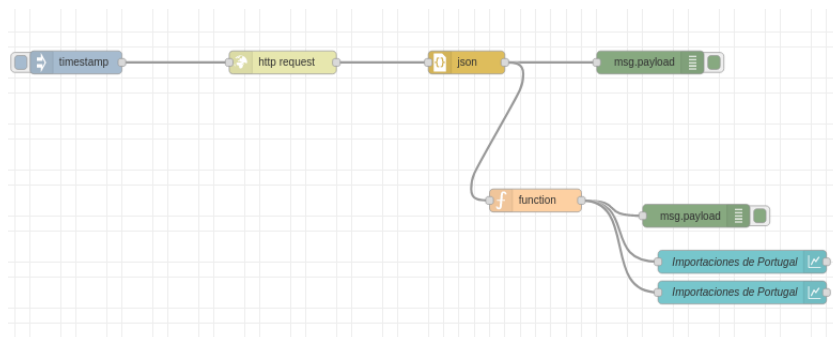 timestamp
http request
json
msg.payload
function
msg.payload
Importaciones de Portugal
Importaciones de Portugal